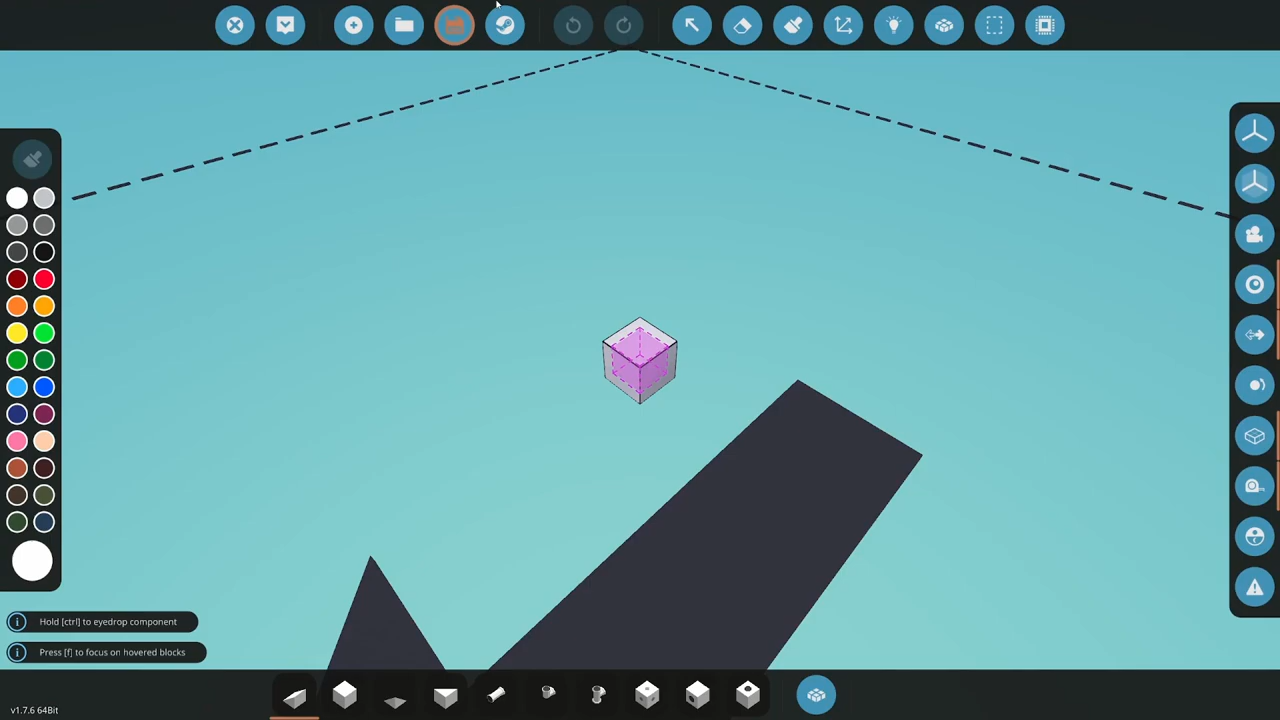 Hold [ctrl] to eyedrop component
Press [f] to focus on hovered blocks
v1.7.6 64Bit